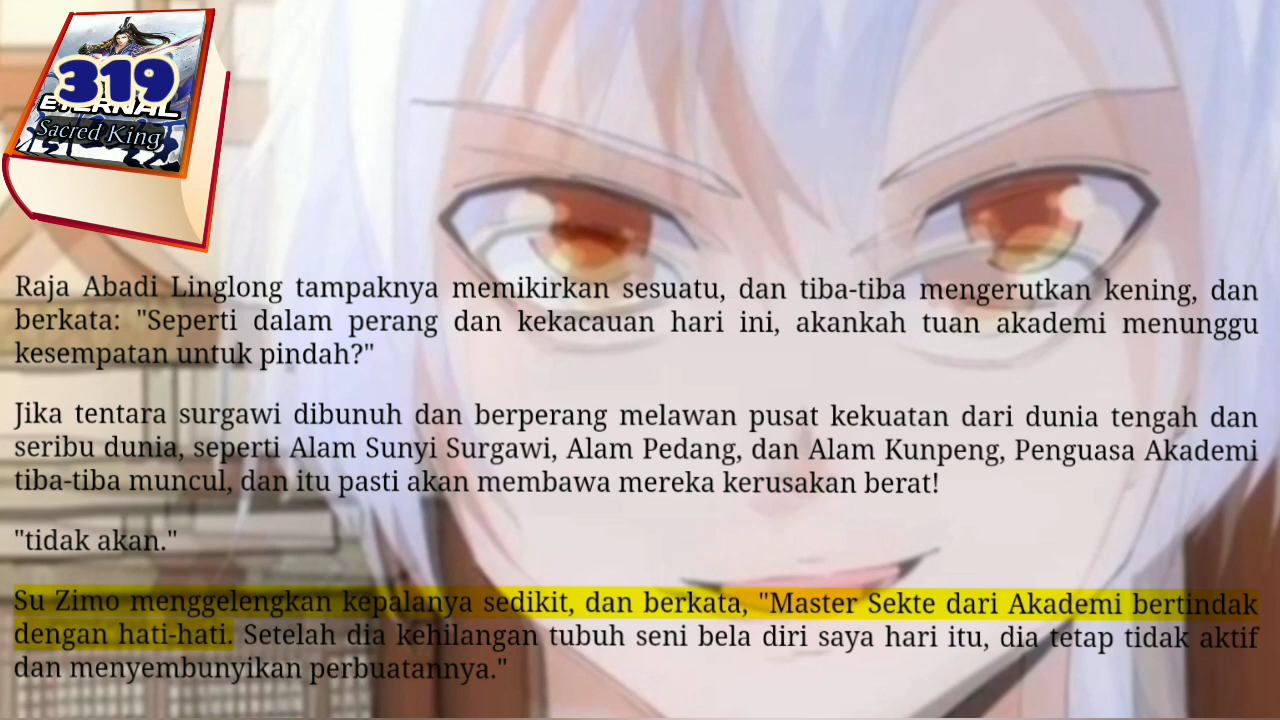 319
ETERNAL
Sacred King
Raja Abadi Linglong tampaknya memikirkan sesuatu, dan tiba-tiba mengerutkan kening, dan
berkata: "Seperti dalam perang dan kekacauan hari ini, akankah tuan akademi menunggu
kesempatan untuk pindah?"
Jika tentara surgawi dibunuh dan berperang melawan pusat kekuatan dari dunia tengah dan
seribu dunia, seperti Alam Sunyi Surgawi, Alam Pedang, dan Alam Kunpeng, Penguasa Akademi
tiba-tiba muncul, dan itu pasti akan membawa mereka kerusakan berat!
"tidak akan."
Su Zimo menggelengkan kepalanya sedikit, dan berkata, "Master Sekte dari Akademi bertindak
dengan hati-hati. Setelah dia kehilangan tubuh seni bela diri saya hari itu, dia tetap tidak aktif
dan menyembunyikan perbuatannya."